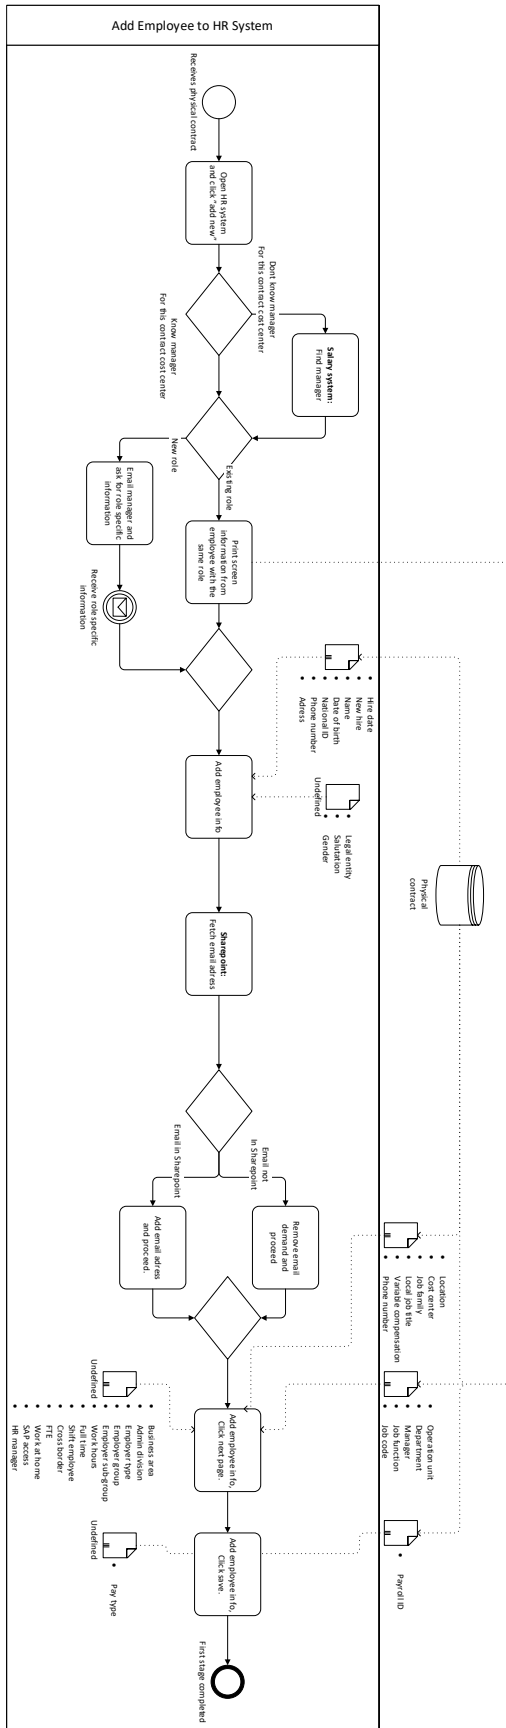 Add Employee to HR System
Receives physical contract
Open HR system
and click "add new"
Dont know manager
For this contract cost center
Know manager
For this contract cost center
Salary system:
Find manager
Existing role
New role
Email manager and
ask for role specific
information
Receive role specific
information
Print screen
information from
employee with the
same role
• Hire date
• New hire
• Name
• Date of birth
• National ID
• Phone number
• Adress
Add employee info
Undefined
• Legal entity
• Salutation
• Gender
Physical
contract
Sharepoint:
Fetch email adress
Email not
In Sharepoint
Email in Sharepoint
Remove email
demand and
proceed
Add email adress
and proceed.
• Location
• Cost center
• Job family
• Local job title
• Variable compensation
• Phone number
Undefined
• Business area
• Admin division
• Employer type
• Employer group
• Employer sub-group
• Work hours
• Full time
• Shift employee
• Cross border
• FTE
• Work at home
• SAP access
• HR manager
Add employee info,
Click next page.
• Operation unit
• Department
• Manager
• Job function
• Job code
Undefined
• Pay type
Add employee info,
Click save.
• Payroll ID
First stage completed